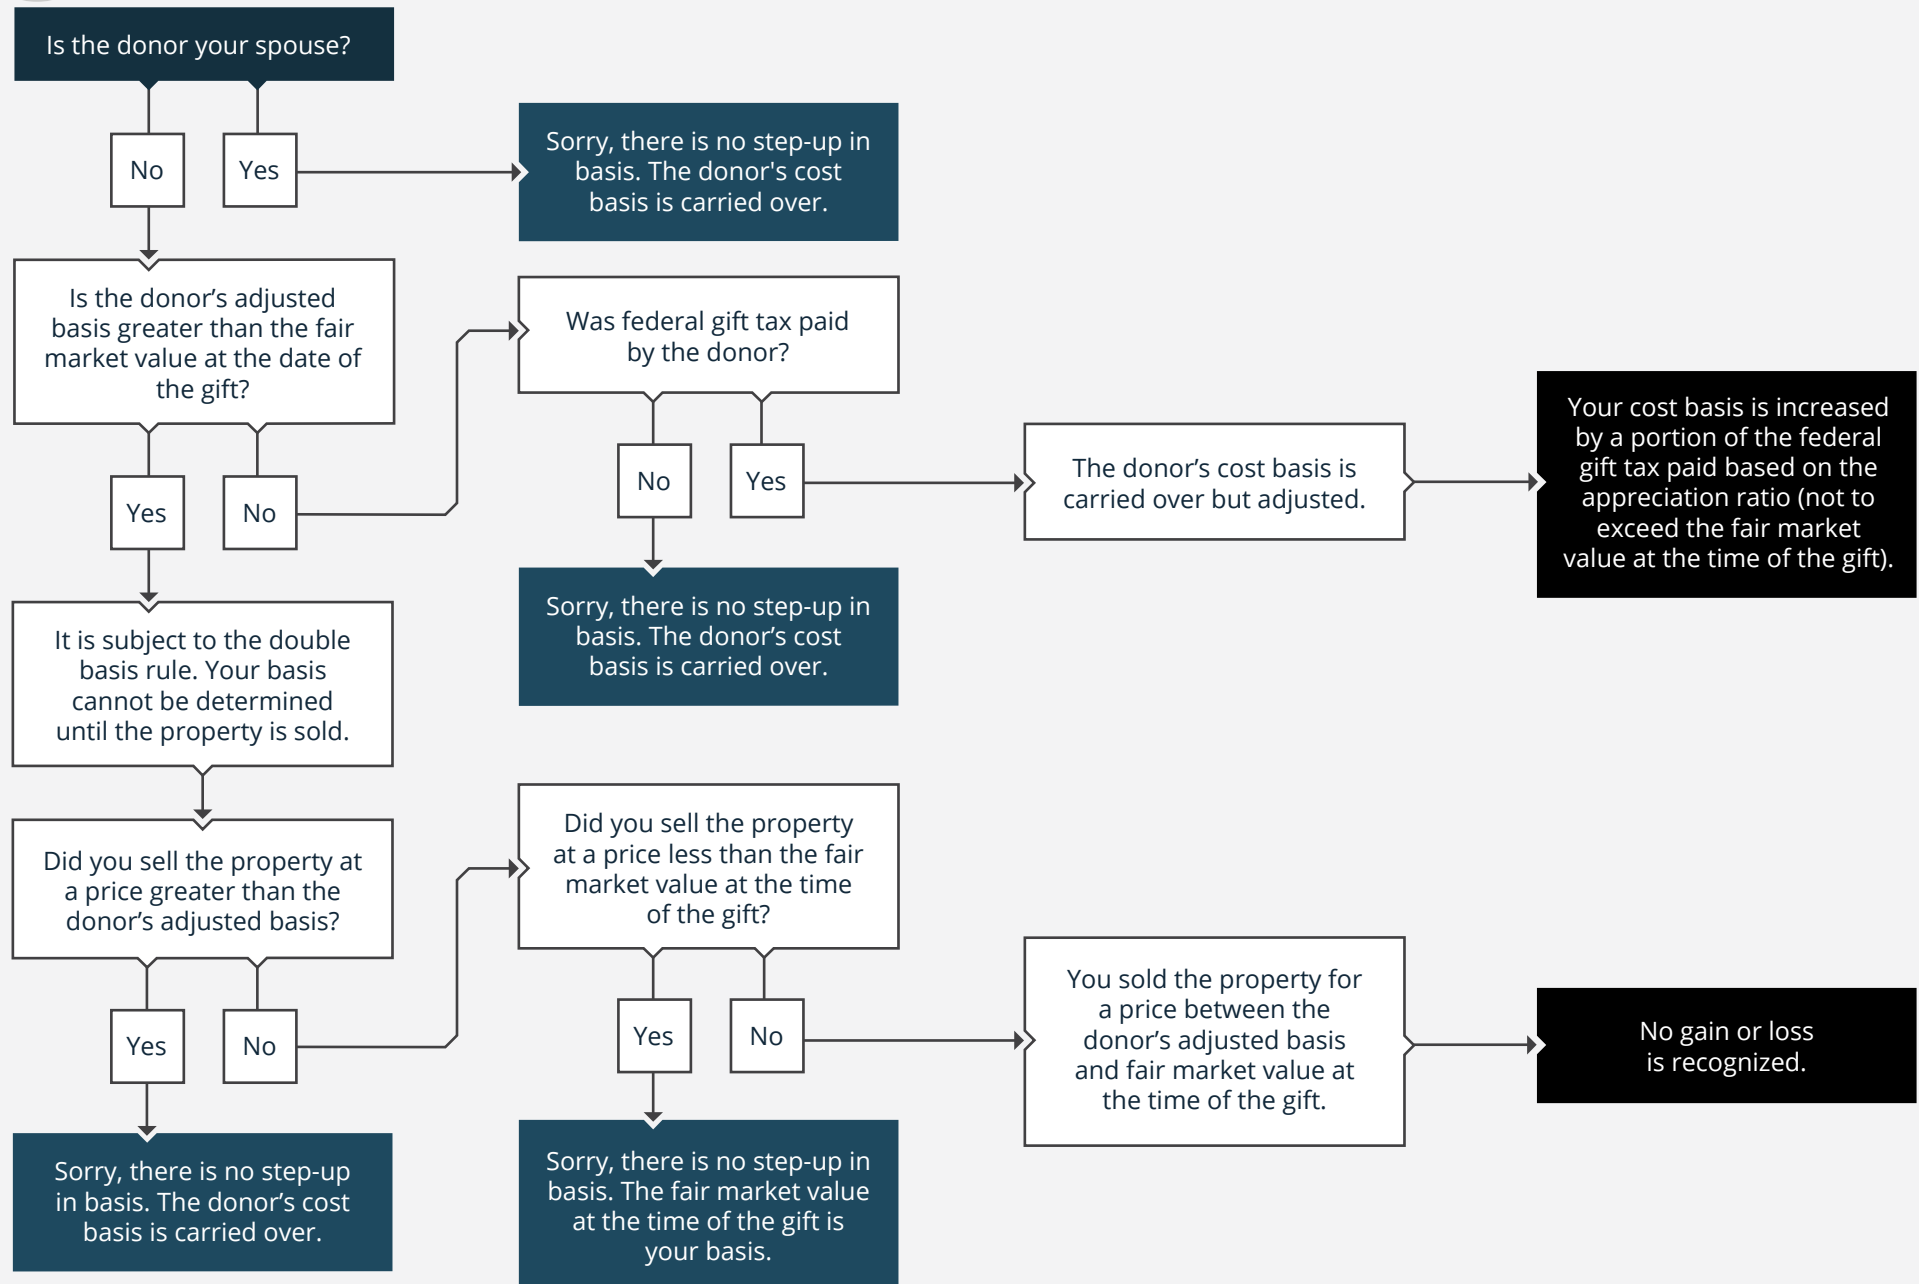 Is the donor your spouse?
No
Yes
Sorry, there is no step-up in
basis. The donor's cost
basis is carried over.
Is the donor’s adjusted
basis greater than the fair
market value at the date of
the gift?
Yes
No
Was federal gift tax paid
by the donor?
No
Yes
The donor’s cost basis is
carried over but adjusted.
Your cost basis is increased
by a portion of the federal
gift tax paid based on the
appreciation ratio (not to
exceed the fair market
value at the time of the gift).
Sorry, there is no step-up in
basis. The donor’s cost
basis is carried over.
It is subject to the double
basis rule. Your basis
cannot be determined
until the property is sold.
Did you sell the property at
a price greater than the
donor’s adjusted basis?
Yes
No
Did you sell the property
at a price less than the fair
market value at the time
of the gift?
Yes
No
You sold the property for
a price between the
donor’s adjusted basis
and fair market value at
the time of the gift.
No gain or loss
is recognized.
Sorry, there is no step-up
in basis. The donor’s cost
basis is carried over.
Sorry, there is no step-up in
basis. The fair market value
at the time of the gift is
your basis.